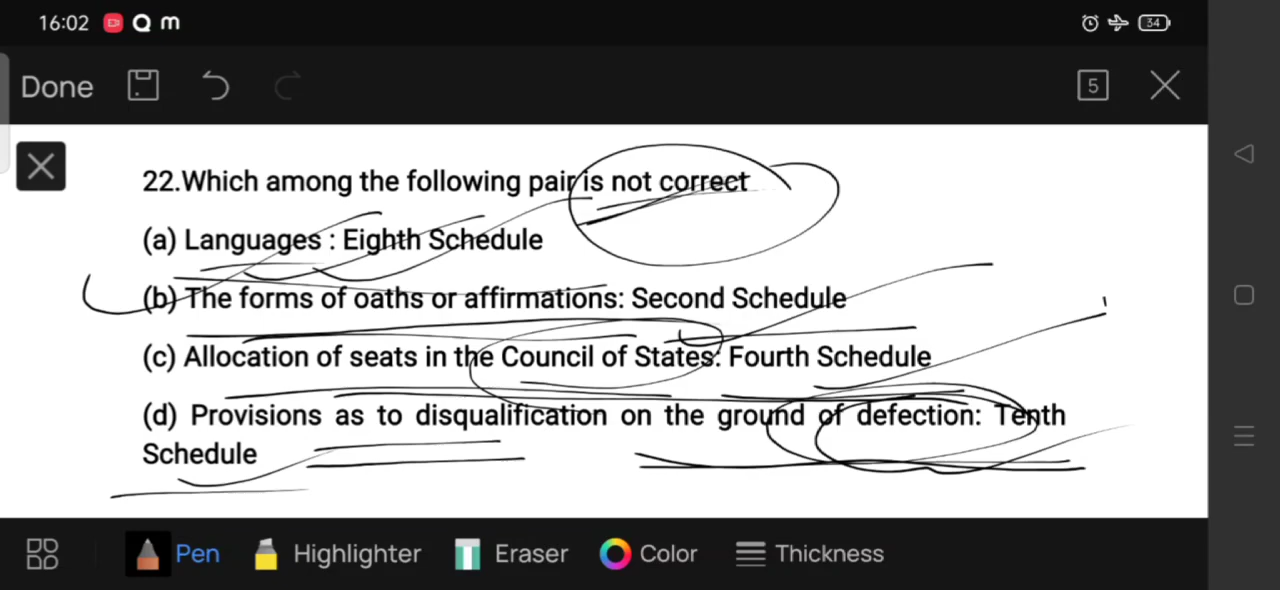 16:02 Q m 34
Done 5
22.Which among the following pair is not correct
(a) Languages : Eighth Schedule
(b) The forms of oaths or affirmations: Second Schedule
(c) Allocation of seats in the Council of States: Fourth Schedule
(d) Provisions as to disqualification on the ground of defection: Tenth
Schedule
Pen Highlighter Eraser Color Thickness